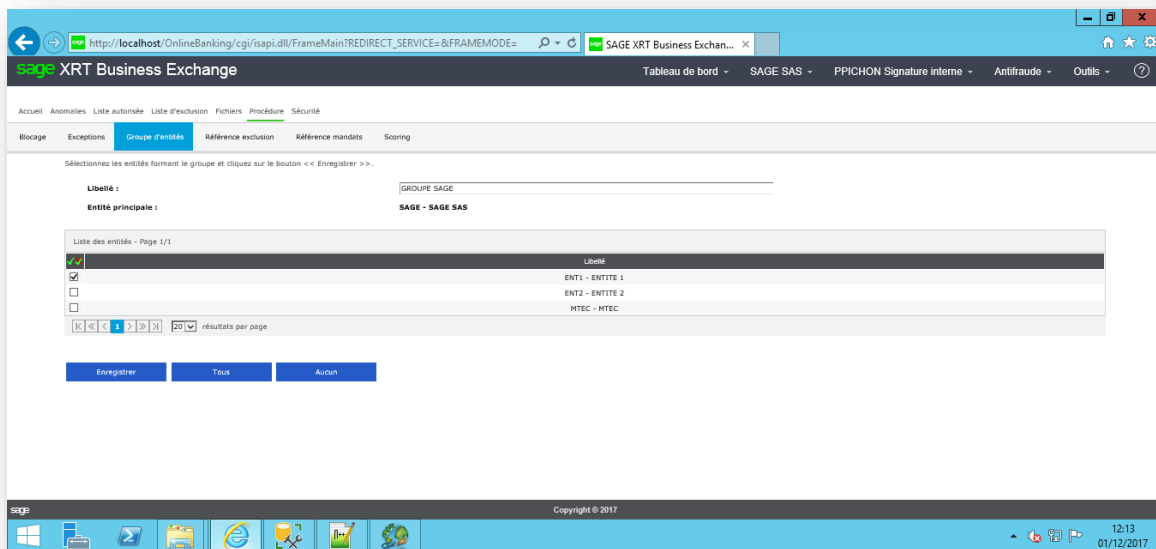 http://localhost/OnlineBanking/cgi/isapi.dll/FrameMain?REDIRECT_SERVICE=&FRAMEMODE=
SAGE XRT Business Exchan...
sage XRT Business Exchange
Tableau de bord
SAGE SAS
PPICHON Signature interne
Antifraude
Outils
?
Accueil Anomalies Liste autorisée Liste d'exclusion Fichiers Procédure Sécurité
Blocage Exceptions Groupe d'entités Référence exclusion Référence mandats Scoring
Sélectionnez les entités formant le groupe et cliquez sur le bouton << Enregistrer >>.
Libellé : GROUPE SAGE
Entité principale : SAGE - SAGE SAS
Liste des entités - Page 1/1
Libellé
ENT1 - ENTITE 1
ENT2 - ENTITE 2
MTEC - MTEC
1 20 résultats par page
Enregistrer Tous Aucun
sage Copyright © 2017
12:13
01/12/2017